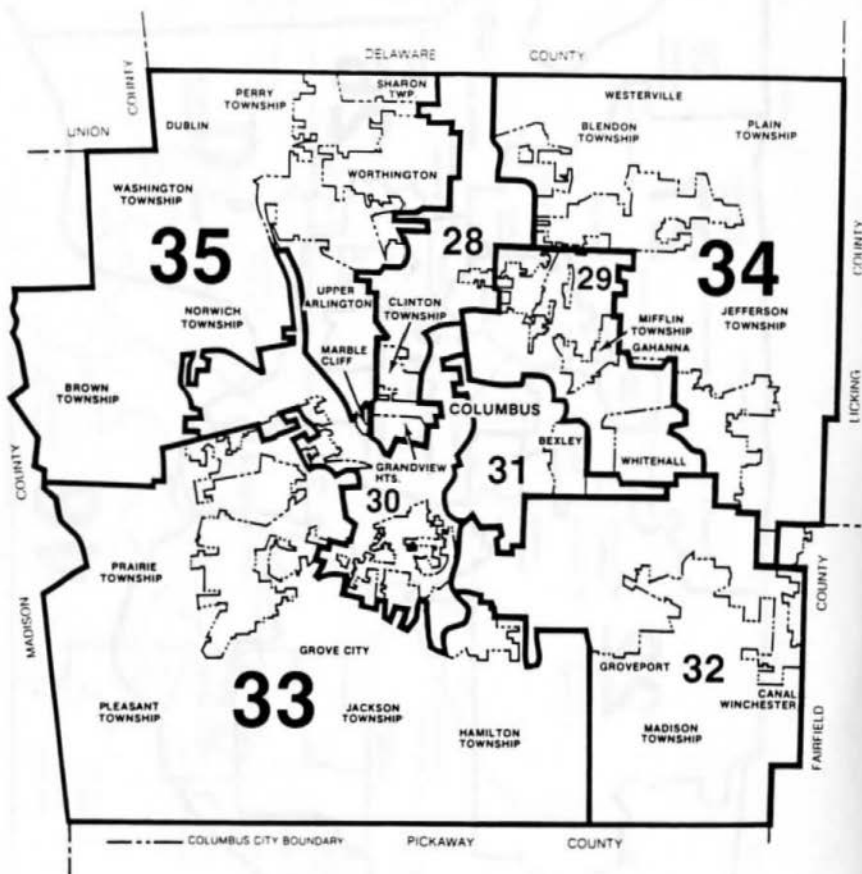 DELAWARE COUNTY
COUNTY
PERRY
TOWNSHIP
SHARON
TWP.
WESTERVILLE
UNION
DUBLIN
BLENDON
TOWNSHIP
PLAIN
TOWNSHIP
WASHINGTON
TOWNSHIP
WORTHINGTON
35
28
29
34
COUNTY
NORWICH
TOWNSHIP
UPPER
ARLINGTON
CLINTON
TOWNSHIP
MIFFLIN
TOWNSHIP
GAHANNA
JEFFERSON
TOWNSHIP
MARBLE
CLIFF
BROWN
TOWNSHIP
COLUMBUS
LICKING
BEXLEY
COUNTY
GRANDVIEW
HTS.
31
WHITEHALL
30
PRAIRIE
TOWNSHIP
COUNTY
MADISON
GROVE CITY
GROVEPORT
32
33
PLEASANT
TOWNSHIP
JACKSON
TOWNSHIP
CANAL
WINCHESTER
HAMILTON
TOWNSHIP
MADISON
TOWNSHIP
FAIRFIELD
COLUMBUS CITY BOUNDARY
PICKAWAY COUNTY